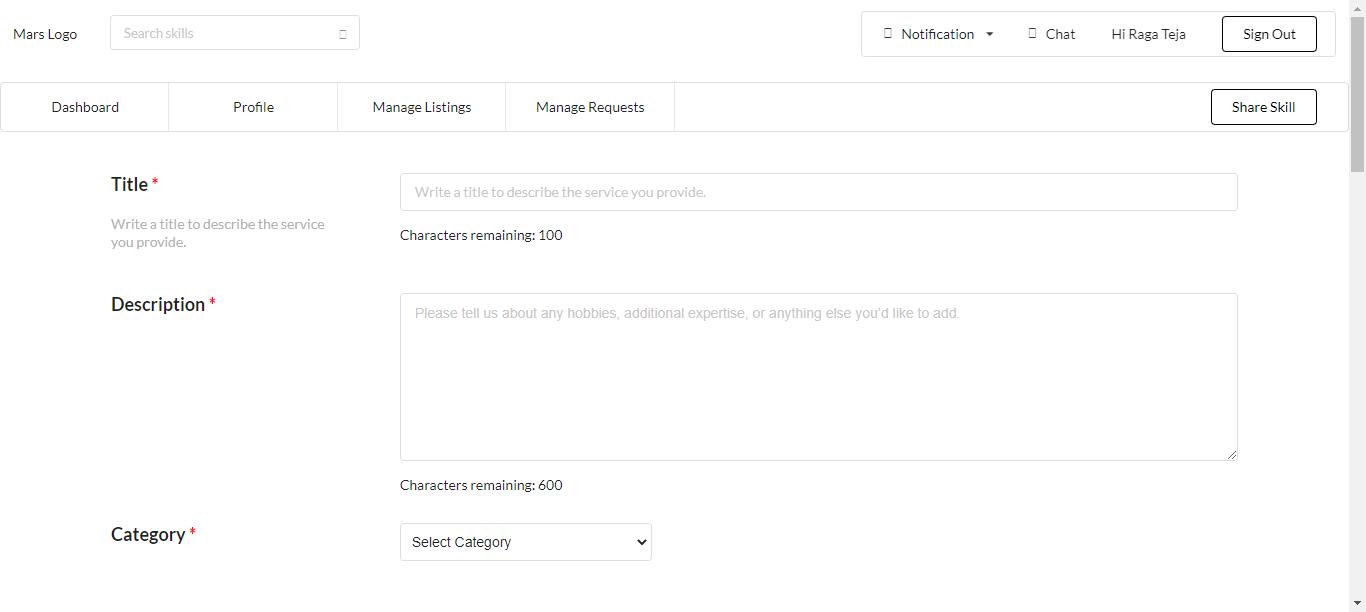 Mars Logo
Search skills
Notification
Chat
Hi Raga Teja
Sign Out
Dashboard
Profile
Manage Listings
Manage Requests
Share Skill
Title *
Write a title to describe the service
you provide.
Write a title to describe the service you provide.
Characters remaining: 100
Description *
Please tell us about any hobbies, additional expertise, or anything else you'd like to add.
Characters remaining: 600
Category *
Select Category